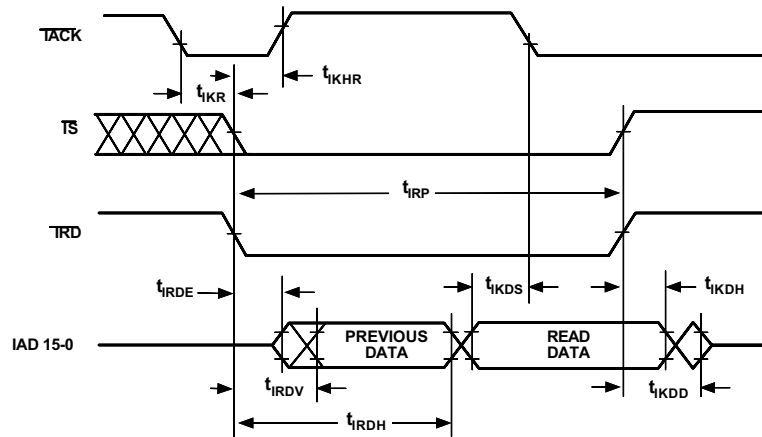 IACK
tIKHR
tIKR
IS
tIRP
IRD
tIRDE
tIKDS
tIKDH
IAD 15-0
PREVIOUS
DATA
READ
DATA
tIRDV
tIKDD
tIRDH